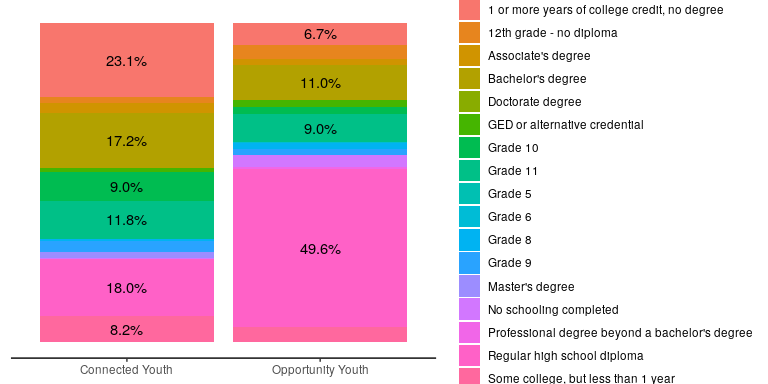 23.1%
17.2%
9.0%
11.8%
18.0%
8.2%
Connected Youth
6.7%
11.0%
9.0%
49.6%
Opportunity Youth
1 or more years of college credit, no degree
12th grade - no diploma
Associate's degree
Bachelor's degree
Doctorate degree
GED or alternative credential
Grade 10
Grade 11
Grade 5
Grade 6
Grade 8
Grade 9
Master's degree
No schooling completed
Professional degree beyond a bachelor's degree
Regular high school diploma
Some college, but less than 1 year